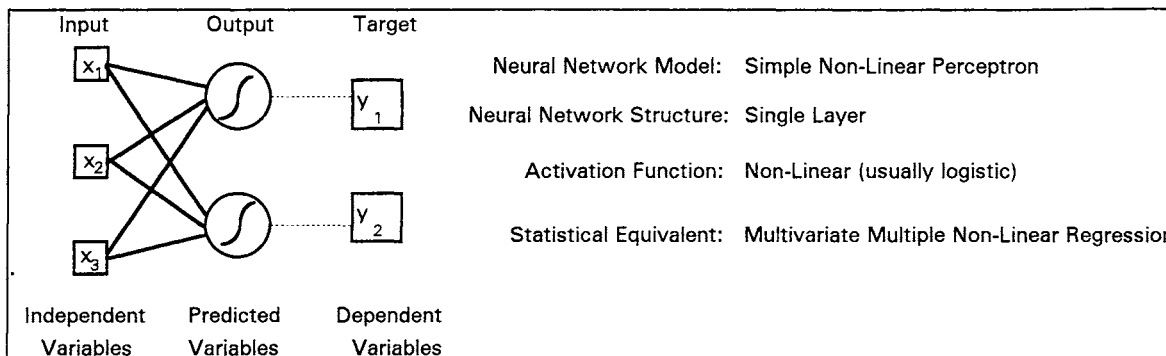 Input Output Target
x1
x2
x3
y1
y2
Neural Network Model: Simple Non-Linear Perceptron
Neural Network Structure: Single Layer
Activation Function: Non-Linear (usually logistic)
Statistical Equivalent: Multivariate Multiple Non-Linear Regression
Independent Predicted Dependent
Variables Variables Variables